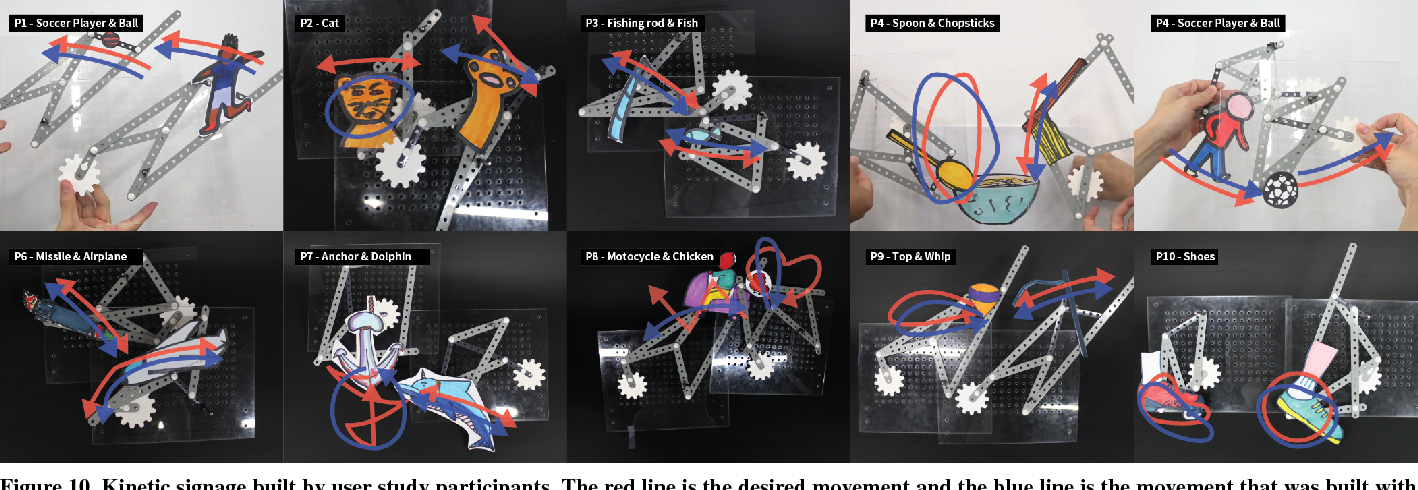 P1 - Soccer Player & Ball
P2 - Cat
P3 - Fishing rod & Fish
P4 - Spoon & Chopsticks
P4 - Soccer Player & Ball
P6 - Missile & Airplane
P7 - Anchor & Dolphin
P8 - Motocycle & Chicken
P9 - Top & Whip
P10 - Shoes
Figure 10. Kinetic signage built by user study participants. The red line is the desired movement and the blue line is the movement that was built with